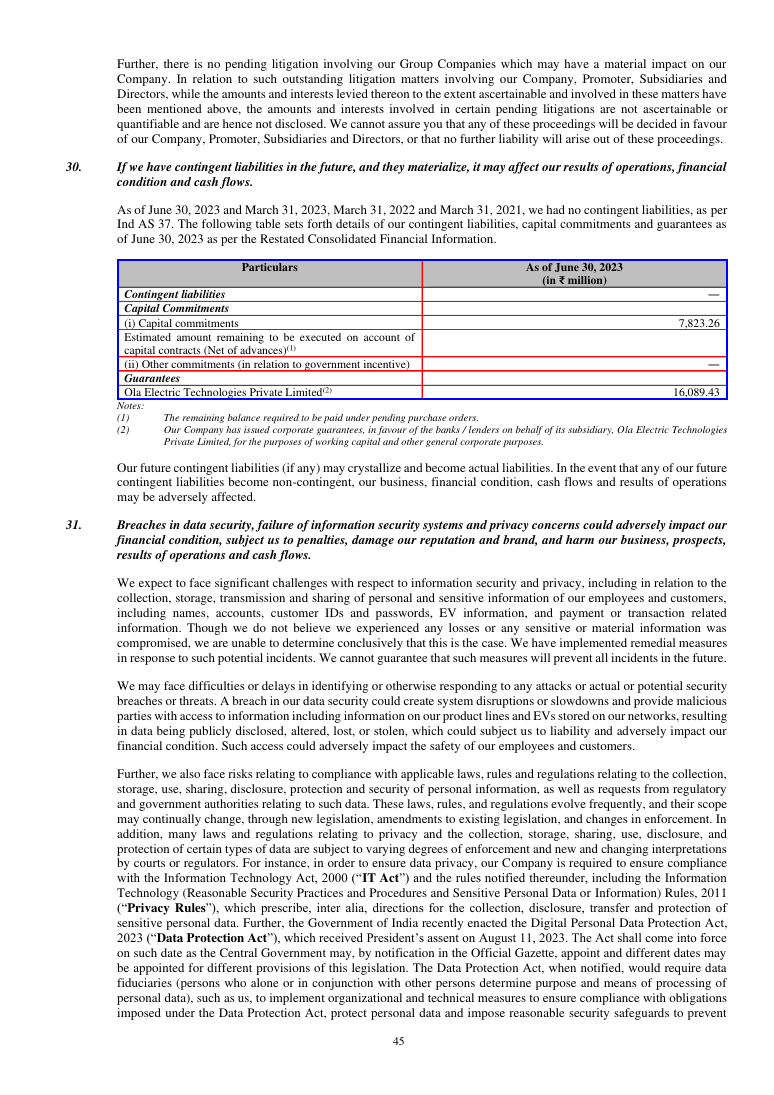 Further, there is no pending litigation involving our Group Companies which may have a material impact on our
Company. In relation to such outstanding litigation matters involving our Company, Promoter, Subsidiaries and
Directors, while the amounts and interests levied thereon to the extent ascertainable and involved in these matters have
been mentioned above, the amounts and interests involved in certain pending litigations are not ascertainable or
quantifiable and are hence not disclosed. We cannot assure you that any of these proceedings will be decided in favour
of our Company, Promoter, Subsidiaries and Directors, or that no further liability will arise out of these proceedings.
30. If we have contingent liabilities in the future, and they materialize, it may affect our results of operations, financial
condition and cash flows.
As of June 30, 2023 and March 31, 2023, March 31, 2022 and March 31, 2021, we had no contingent liabilities, as per
Ind AS 37. The following table sets forth details of our contingent liabilities, capital commitments and guarantees as
of June 30, 2023 as per the Restated Consolidated Financial Information.
Particulars As of June 30, 2023
(in ₹ million)
Contingent liabilities —
Capital Commitments
(i) Capital commitments 7,823.26
Estimated amount remaining to be executed on account of
capital contracts (Net of advances)(1)
(ii) Other commitments (in relation to government incentive) —
Guarantees
Ola Electric Technologies Private Limited(2) 16,089.43
Notes:
(1) The remaining balance required to be paid under pending purchase orders.
(2) Our Company has issued corporate guarantees, in favour of the banks / lenders on behalf of its subsidiary, Ola Electric Technologies
Private Limited, for the purposes of working capital and other general corporate purposes.
Our future contingent liabilities (if any) may crystallize and become actual liabilities. In the event that any of our future
contingent liabilities become non-contingent, our business, financial condition, cash flows and results of operations
may be adversely affected.
31. Breaches in data security, failure of information security systems and privacy concerns could adversely impact our
financial condition, subject us to penalties, damage our reputation and brand, and harm our business, prospects,
results of operations and cash flows.
We expect to face significant challenges with respect to information security and privacy, including in relation to the
collection, storage, transmission and sharing of personal and sensitive information of our employees and customers,
including names, accounts, customer IDs and passwords, EV information, and payment or transaction related
information. Though we do not believe we experienced any losses or any sensitive or material information was
compromised, we are unable to determine conclusively that this is the case. We have implemented remedial measures
in response to such potential incidents. We cannot guarantee that such measures will prevent all incidents in the future.
We may face difficulties or delays in identifying or otherwise responding to any attacks or actual or potential security
breaches or threats. A breach in our data security could create system disruptions or slowdowns and provide malicious
parties with access to information including information on our product lines and EVs stored on our networks, resulting
in data being publicly disclosed, altered, lost, or stolen, which could subject us to liability and adversely impact our
financial condition. Such access could adversely impact the safety of our employees and customers.
Further, we also face risks relating to compliance with applicable laws, rules and regulations relating to the collection,
storage, use, sharing, disclosure, protection and security of personal information, as well as requests from regulatory
and government authorities relating to such data. These laws, rules, and regulations evolve frequently, and their scope
may continually change, through new legislation, amendments to existing legislation, and changes in enforcement. In
addition, many laws and regulations relating to privacy and the collection, storage, sharing, use, disclosure, and
protection of certain types of data are subject to varying degrees of enforcement and new and changing interpretations
by courts or regulators. For instance, in order to ensure data privacy, our Company is required to ensure compliance
with the Information Technology Act, 2000 (“IT Act”) and the rules notified thereunder, including the Information
Technology (Reasonable Security Practices and Procedures and Sensitive Personal Data or Information) Rules, 2011
(“Privacy Rules”), which prescribe, inter alia, directions for the collection, disclosure, transfer and protection of
sensitive personal data. Further, the Government of India recently enacted the Digital Personal Data Protection Act,
2023 (“Data Protection Act”), which received President’s assent on August 11, 2023. The Act shall come into force
on such date as the Central Government may, by notification in the Official Gazette, appoint and different dates may
be appointed for different provisions of this legislation. The Data Protection Act, when notified, would require data
fiduciaries (persons who alone or in conjunction with other persons determine purpose and means of processing of
personal data), such as us, to implement organizational and technical measures to ensure compliance with obligations
imposed under the Data Protection Act, protect personal data and impose reasonable security safeguards to prevent
45